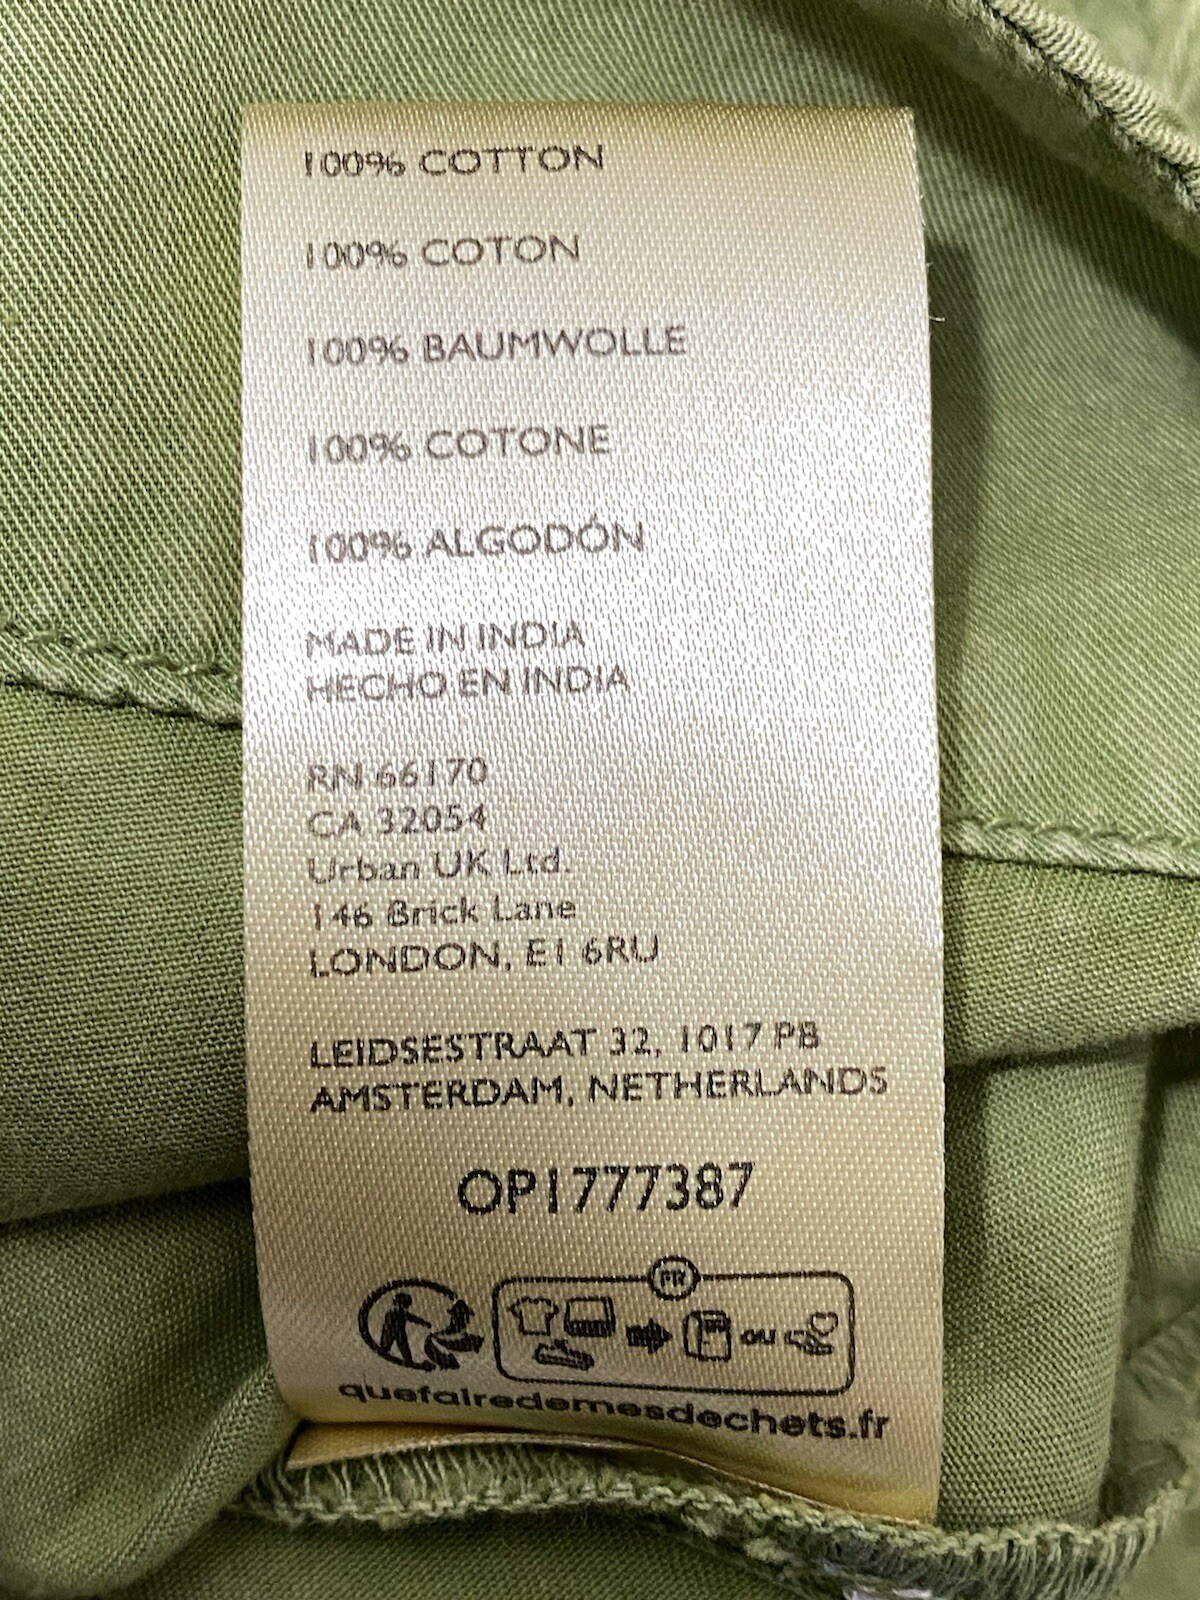 100% COTTON
100% COTON
100% BAUMWOLLE
100% COTONE
100% ALGODÓN
MADE IN INDIA
HECHO EN INDIA
RN 66170
CA 32054
Urban UK Ltd.
146 Brick Lane
LONDON, E1 6RU
LEIDSESTRAAT 32, 1017 PB
AMSTERDAM, NETHERLANDS
OP1777387
FR
OU
quefairedemesdechets.fr